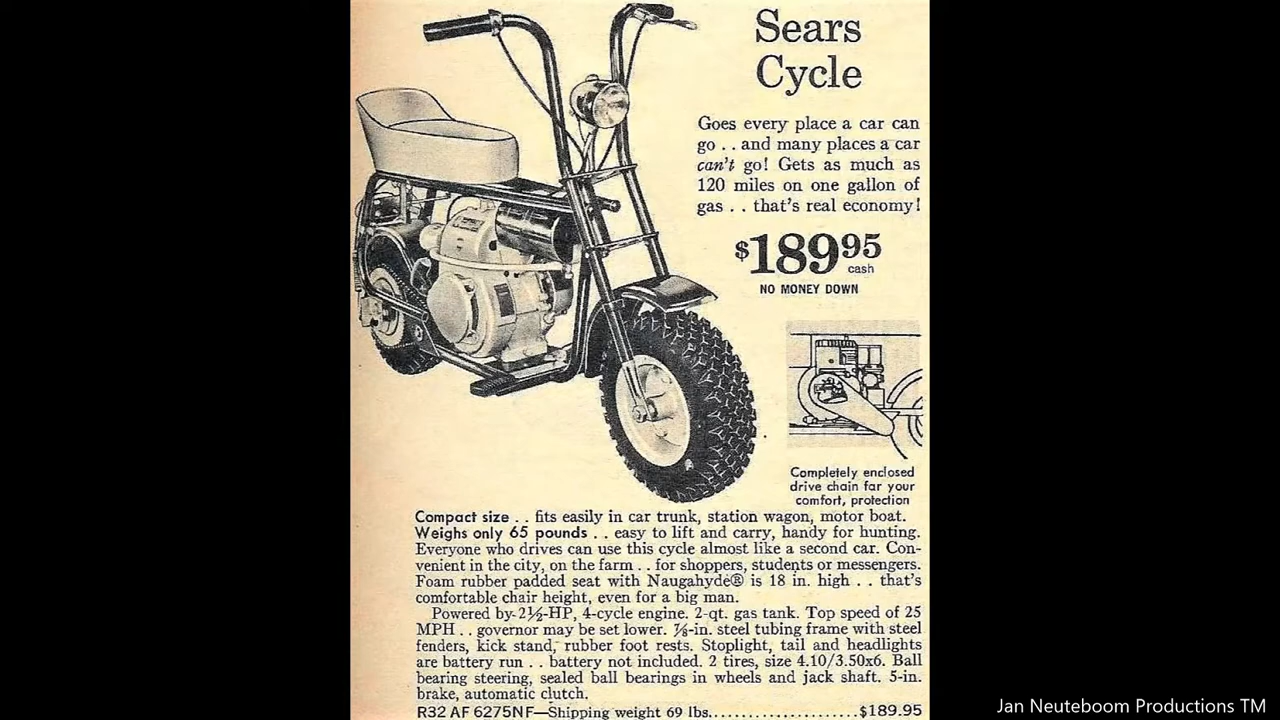 Sears
Cycle
Goes every place a car can
go . . and many places a car
can't go! Gets as much as
120 miles on one gallon of
gas . . that's real economy!
$189 95
cash
NO MONEY DOWN
Completely enclosed
drive chain for your
comfort, protection
Compact size . . fits easily in car trunk, station wagon, motor boat.
Weighs only 65 pounds . . easy to lift and carry, handy for hunting.
Everyone who drives can use this cycle almost like a second car. Con-
venient in the city, on the farm . . for shoppers, students or messengers.
Foam rubber padded seat with Naugahyde® is 18 in. high . . that's
comfortable chair height, even for a big man.
Powered by 2½-HP, 4-cycle engine. 2-qt. gas tank. Top speed of 25
MPH . . governor may be set lower. ⅞-in. steel tubing frame with steel
fenders, kick stand, rubber foot rests. Stoplight, tail and headlights
are battery run . . battery not included. 2 tires, size 4.10/3.50x6. Ball
bearing steering, sealed ball bearings in wheels and jack shaft. 5-in.
brake, automatic clutch.
R32 AF 6275NF—Shipping weight 69 lbs.....................$189.95
Jan Neuteboom Productions TM